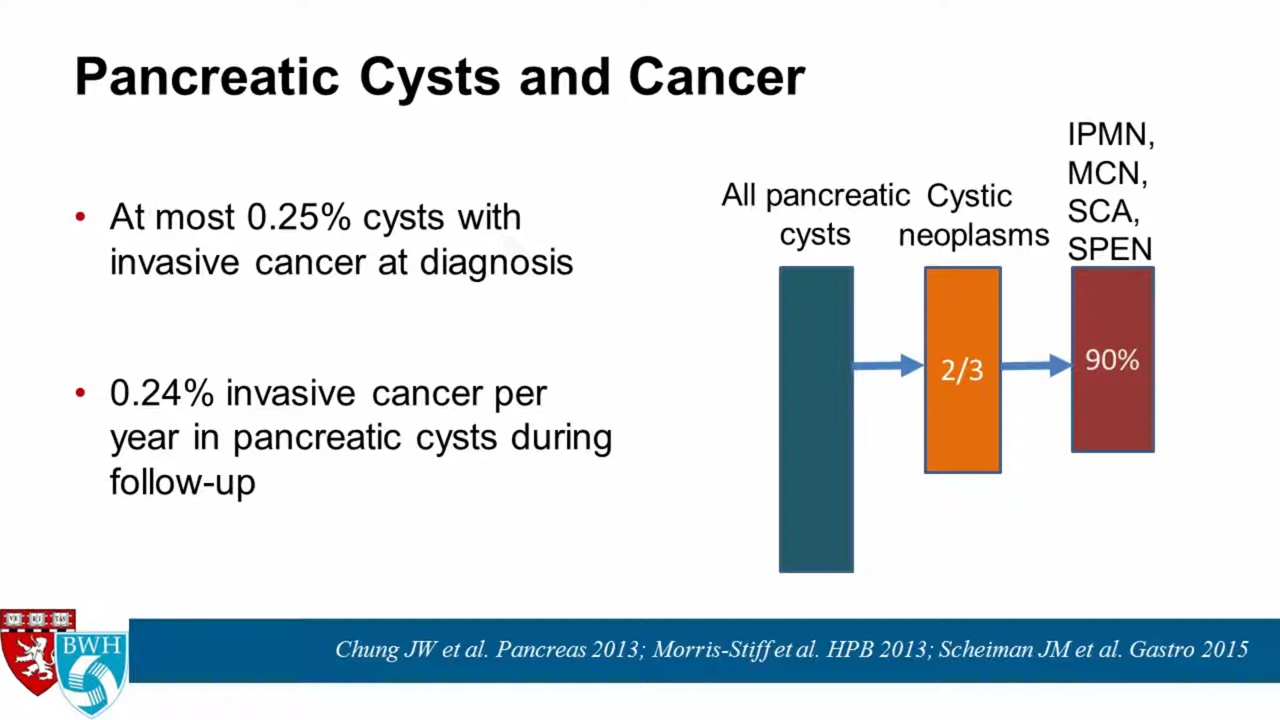 Pancreatic Cysts and Cancer
• At most 0.25% cysts with
invasive cancer at diagnosis
• 0.24% invasive cancer per
year in pancreatic cysts during
follow-up
All pancreatic
cysts
Cystic
neoplasms
IPMN,
MCN,
SCA,
SPEN
2/3
90%
VE RI TAS
BWH
Chung JW et al. Pancreas 2013; Morris-Stiff et al. HPB 2013; Scheiman JM et al. Gastro 2015